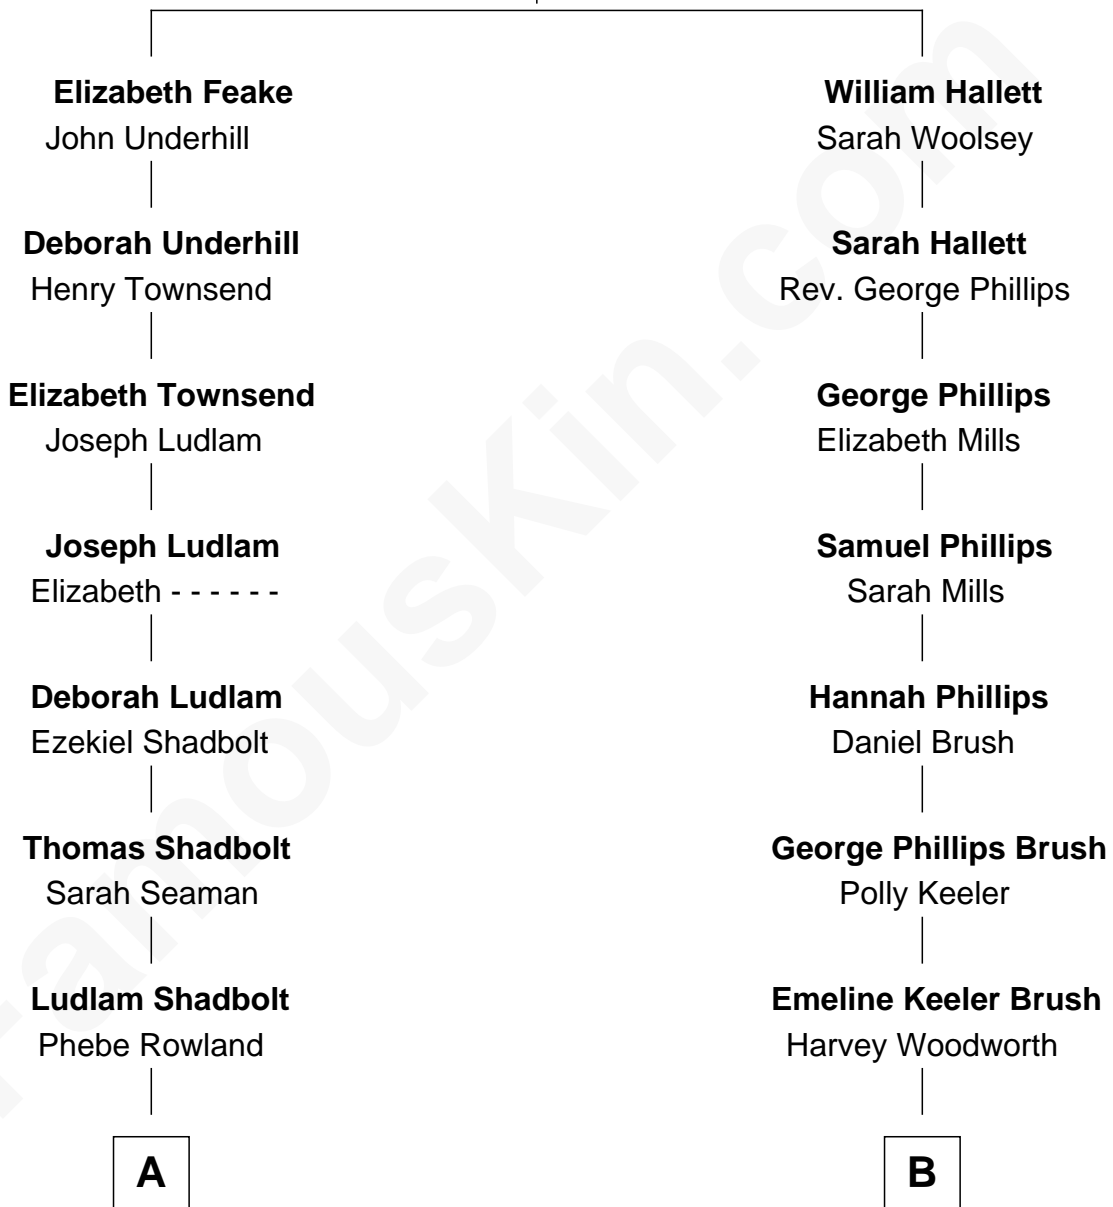 Elizabeth Feake
John Underhill
Deborah Underhill
Henry Townsend
Elizabeth Townsend
Joseph Ludlam
Joseph Ludlam
Elizabeth - - - - - -
Deborah Ludlam
Ezekiel Shadbolt
Thomas Shadbolt
Sarah Seaman
Ludlam Shadbolt
Phebe Rowland
A
William Hallett
Sarah Woolsey
Sarah Hallett
Rev. George Phillips
George Phillips
Elizabeth Mills
Samuel Phillips
Sarah Mills
Hannah Phillips
Daniel Brush
George Phillips Brush
Polly Keeler
Emeline Keeler Brush
Harvey Woodworth
B
FamousKin.com